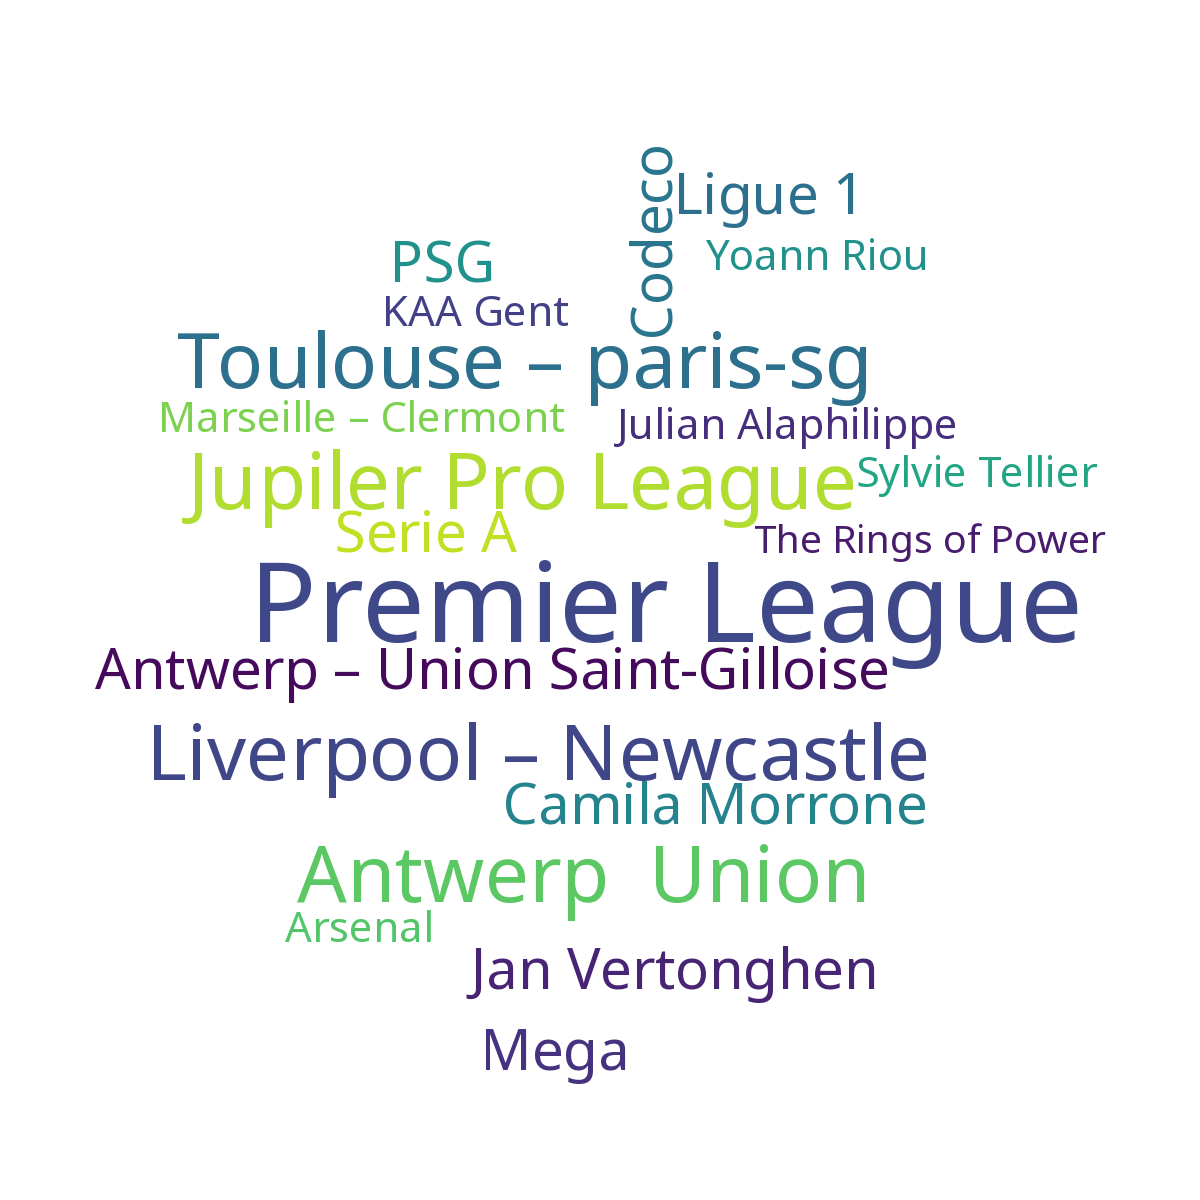 Codeco
Ligue 1
PSG
Yoann Riou
KAA Gent
Toulouse – paris-sg
Marseille – Clermont
Julian Alaphilippe
Jupiler Pro League
Sylvie Tellier
Serie A
The Rings of Power
Premier League
Antwerp – Union Saint-Gilloise
Liverpool – Newcastle
Camila Morrone
Antwerp  Union
Arsenal
Jan Vertonghen
Mega